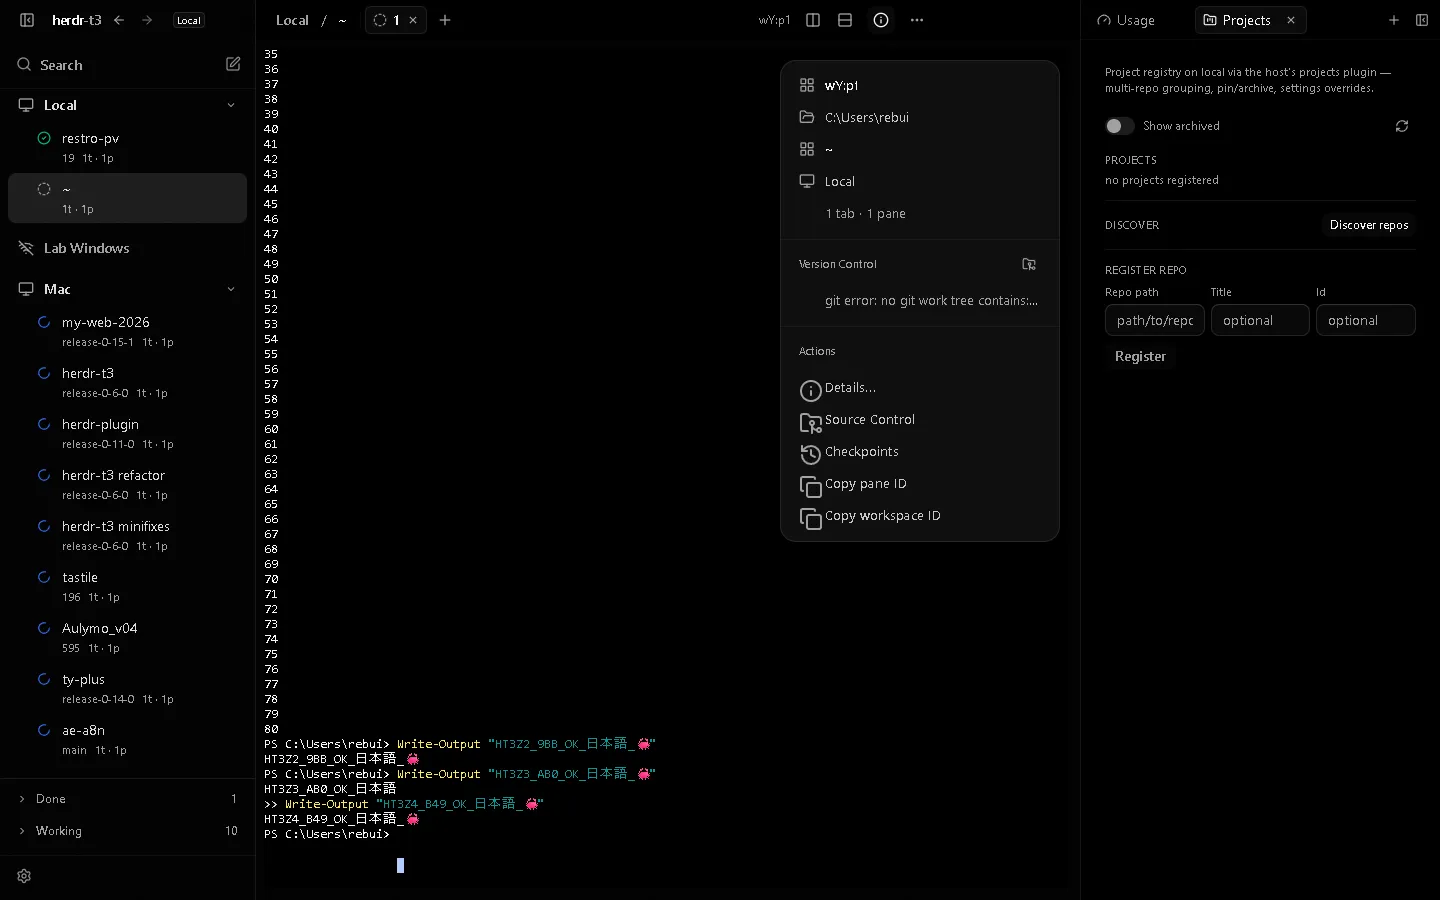 herdr-t3
Local
Search
Local
restro-pv
19 1t · 1p
~
1t · 1p
Lab Windows
Mac
my-web-2026
release-0-15-1 1t · 1p
herdr-t3
release-0-6-0 1t · 1p
herdr-plugin
release-0-11-0 1t · 1p
herdr-t3 refactor
release-0-6-0 1t · 1p
herdr-t3 minifixes
release-0-6-0 1t · 1p
tastile
196 1t · 1p
Aulymo_v04
595 1t · 1p
ty-plus
release-0-14-0 1t · 1p
ae-a8n
main 1t · 1p
Done 1
Working 10
Local / ~
1
wY:p1
35
36
37
38
39
40
41
42
43
44
45
46
47
48
49
50
51
52
53
54
55
56
57
58
59
60
61
62
63
64
65
66
67
68
69
70
71
72
73
74
75
76
77
78
79
80
PS C:\Users\rebui> Write-Output "HT3Z2_9BB_OK_日本語_🦀"
HT3Z2_9BB_OK_日本語_🦀
PS C:\Users\rebui> Write-Output "HT3Z3_AB0_OK_日本語_🦀"
HT3Z3_AB0_OK_日本語
>> Write-Output "HT3Z4_B49_OK_日本語_🦀"
HT3Z4_B49_OK_日本語_🦀
PS C:\Users\rebui>
wY:p1
C:\Users\rebui
~
Local
1 tab · 1 pane
Version Control
git error: no git work tree contains:...
Actions
Details...
Source Control
Checkpoints
Copy pane ID
Copy workspace ID
Usage
Projects
Project registry on local via the host's projects plugin —
multi-repo grouping, pin/archive, settings overrides.
Show archived
PROJECTS
no projects registered
DISCOVER
Discover repos
REGISTER REPO
Repo path Title Id
path/to/repo optional optional
Register